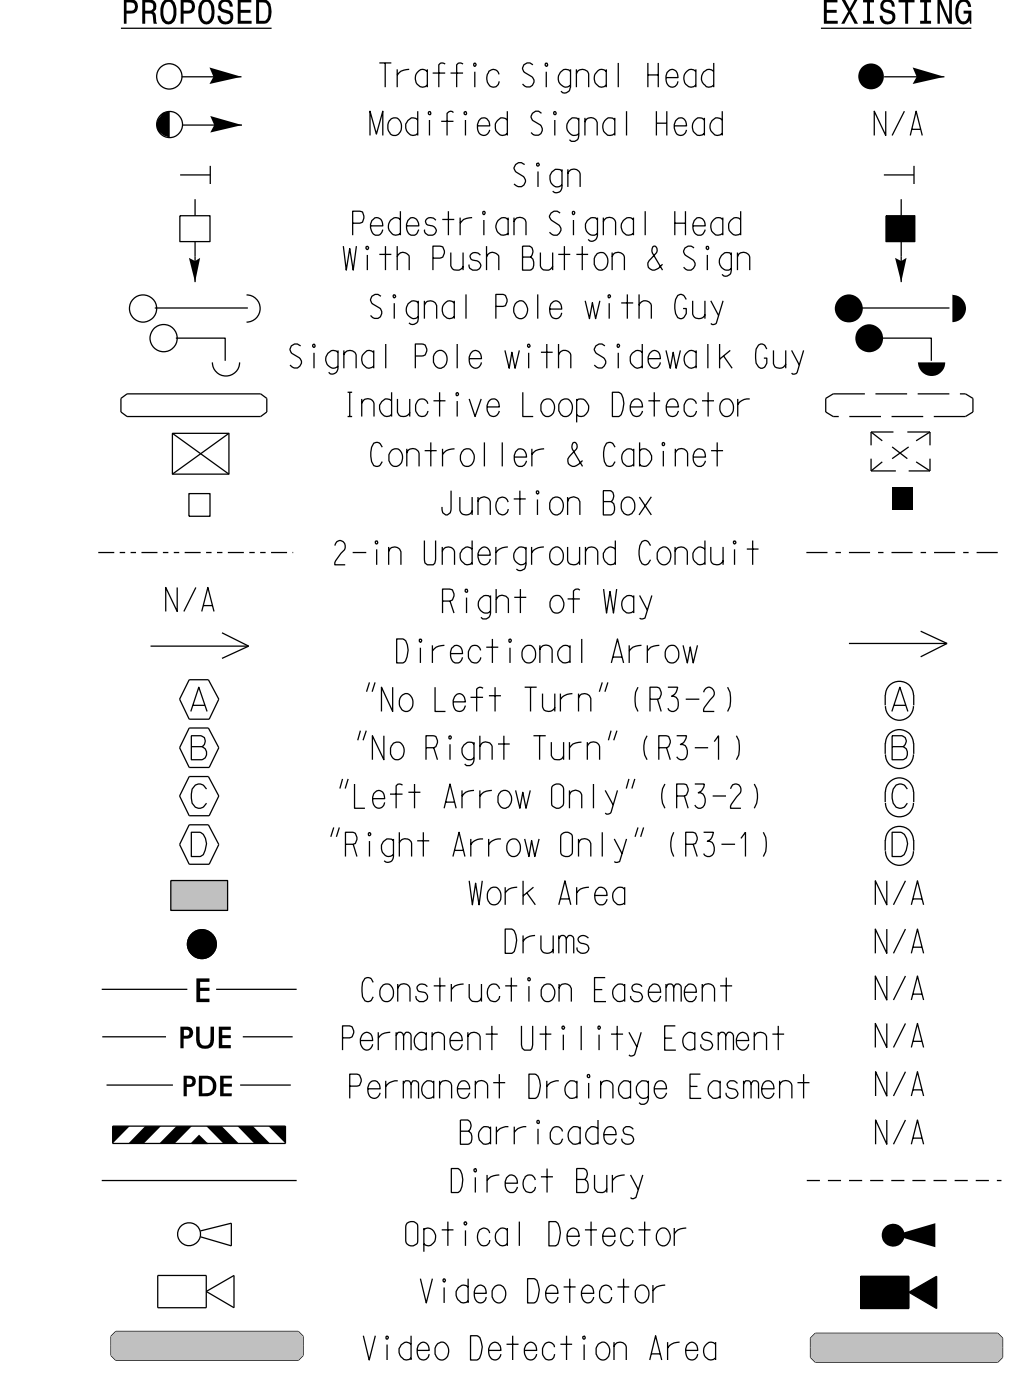 PROPOSED EXISTING
Traffic Signal Head
Modified Signal Head N/A
Sign
Pedestrian Signal Head
With Push Button & Sign
Signal Pole with Guy
Signal Pole with Sidewalk Guy
Inductive Loop Detector
Controller & Cabinet
Junction Box
2-in Underground Conduit
N/A Right of Way
Directional Arrow
A "No Left Turn" (R3-2) A
B "No Right Turn" (R3-1) B
C "Left Arrow Only" (R3-2) C
D "Right Arrow Only" (R3-1) D
Work Area N/A
Drums N/A
E Construction Easement N/A
PUE Permanent Utility Easment N/A
PDE Permanent Drainage Easment N/A
Barricades N/A
Direct Bury
Optical Detector
Video Detector
Video Detection Area